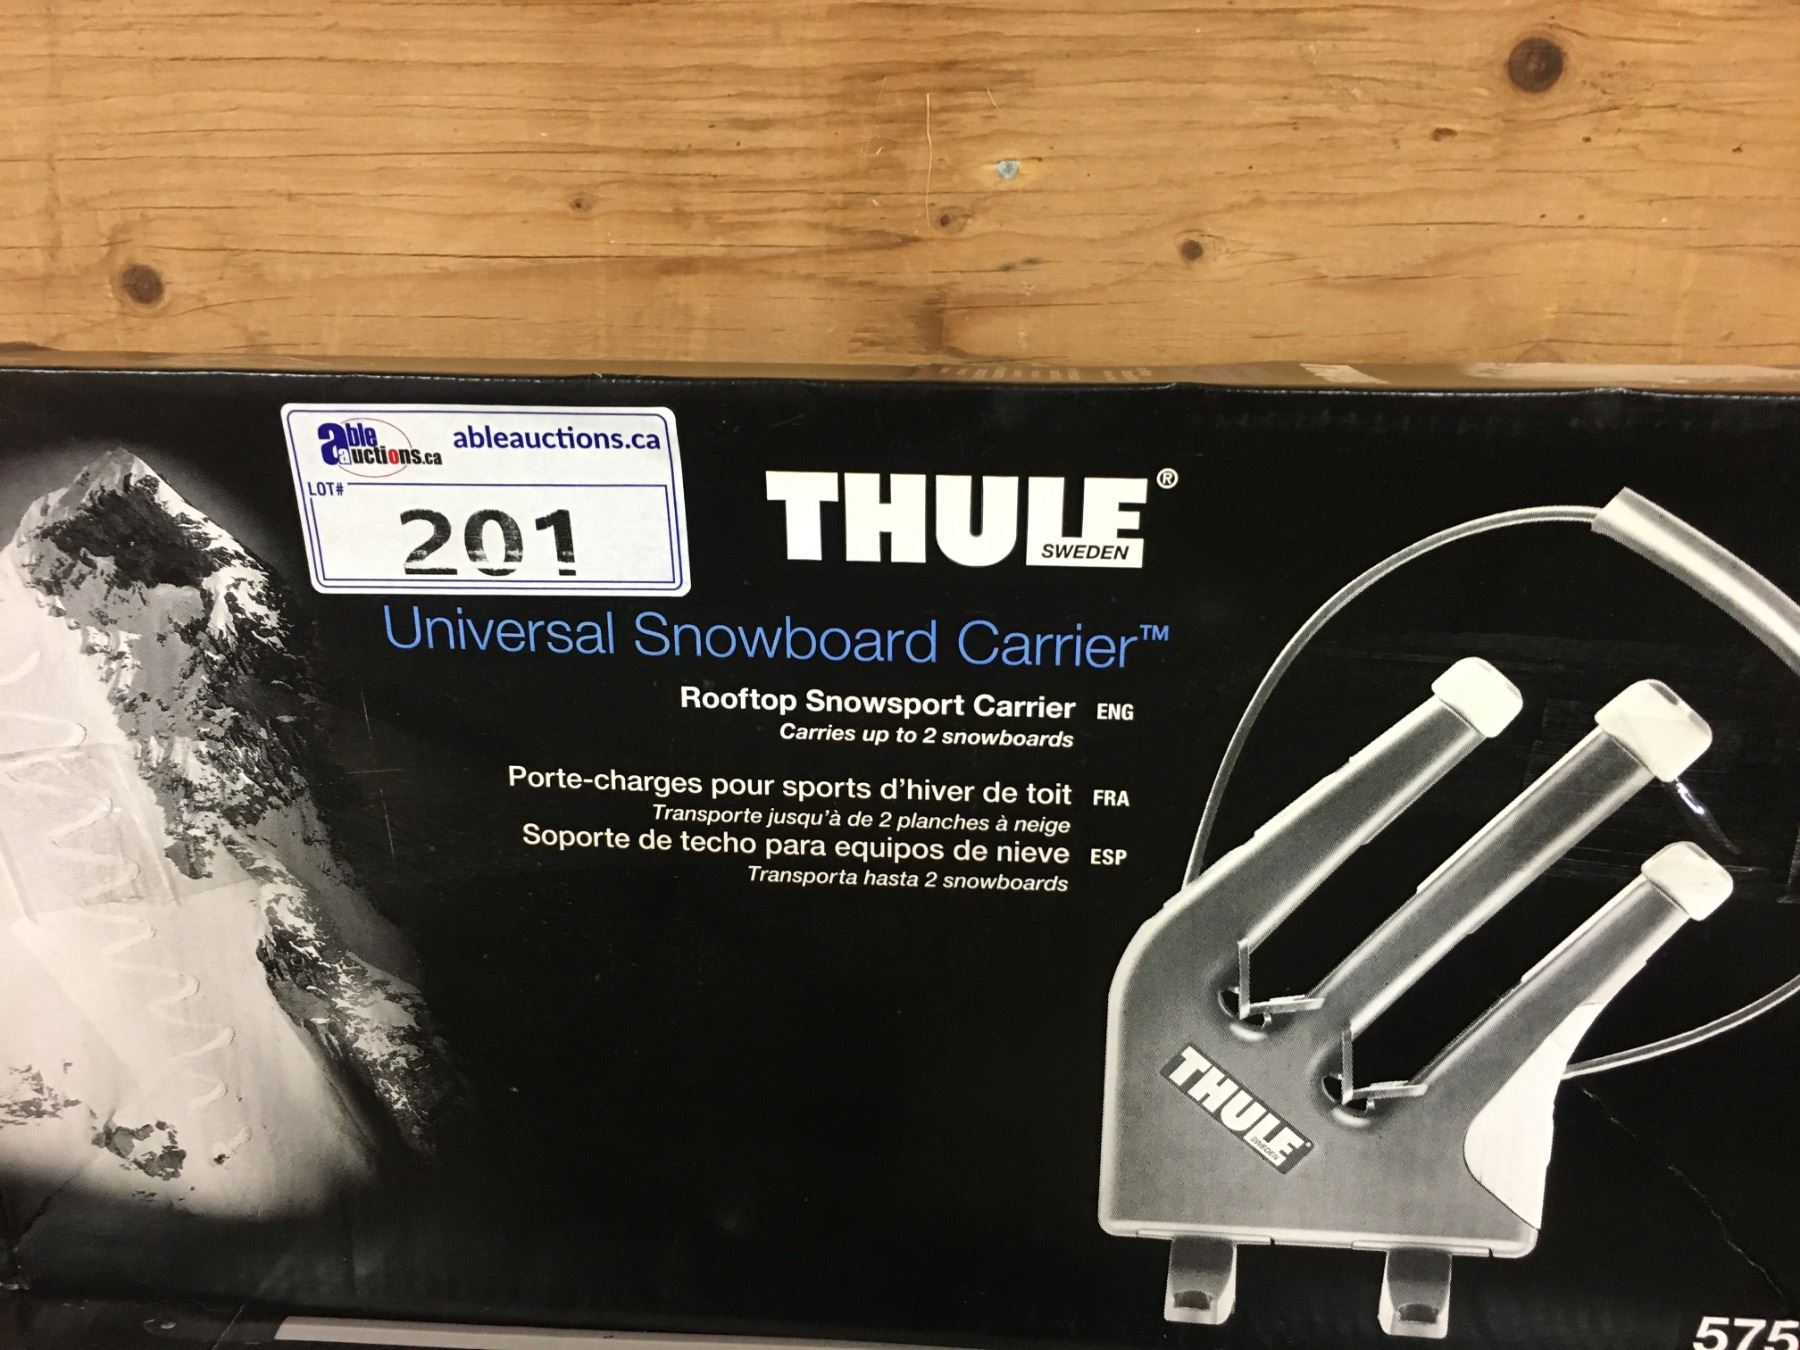 able
auctions.ca
ableauctions.ca
LOT#
201
THULE®
SWEDEN
Universal Snowboard Carrier™
Rooftop Snowsport Carrier ENG
Carries up to 2 snowboards
Porte-charges pour sports d'hiver de toit FRA
Transporte jusqu'à de 2 planches à neige
Soporte de techo para equipos de nieve ESP
Transporta hasta 2 snowboards
THULE
SWEDEN
575